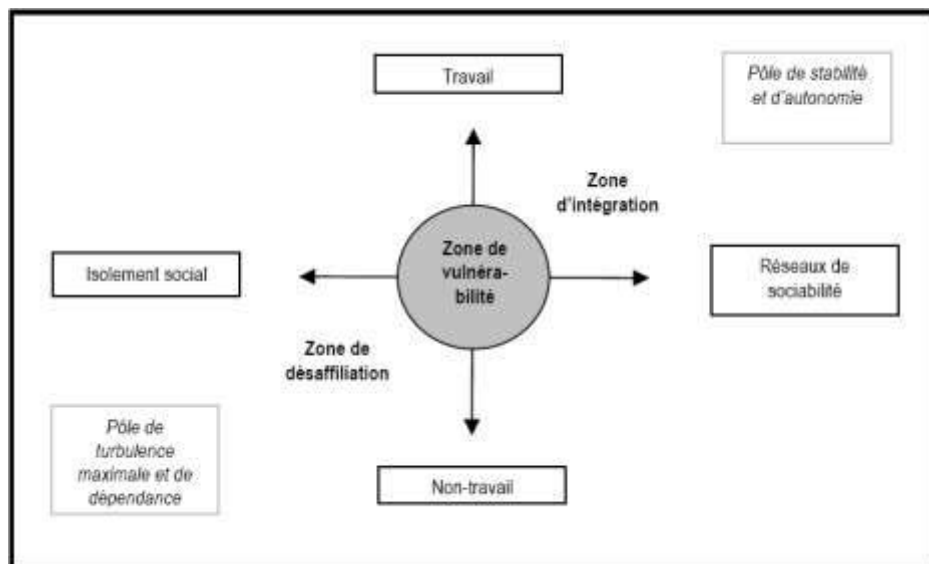 Travail
Pôle de stabilité
et d'autonomie
Zone
d'intégration
Isolement social
Zone de
vulnéra-
bilité
Réseaux de
sociabilité
Zone de
désaffiliation
Pôle de
turbulence
maximale et de
dépendance
Non-travail